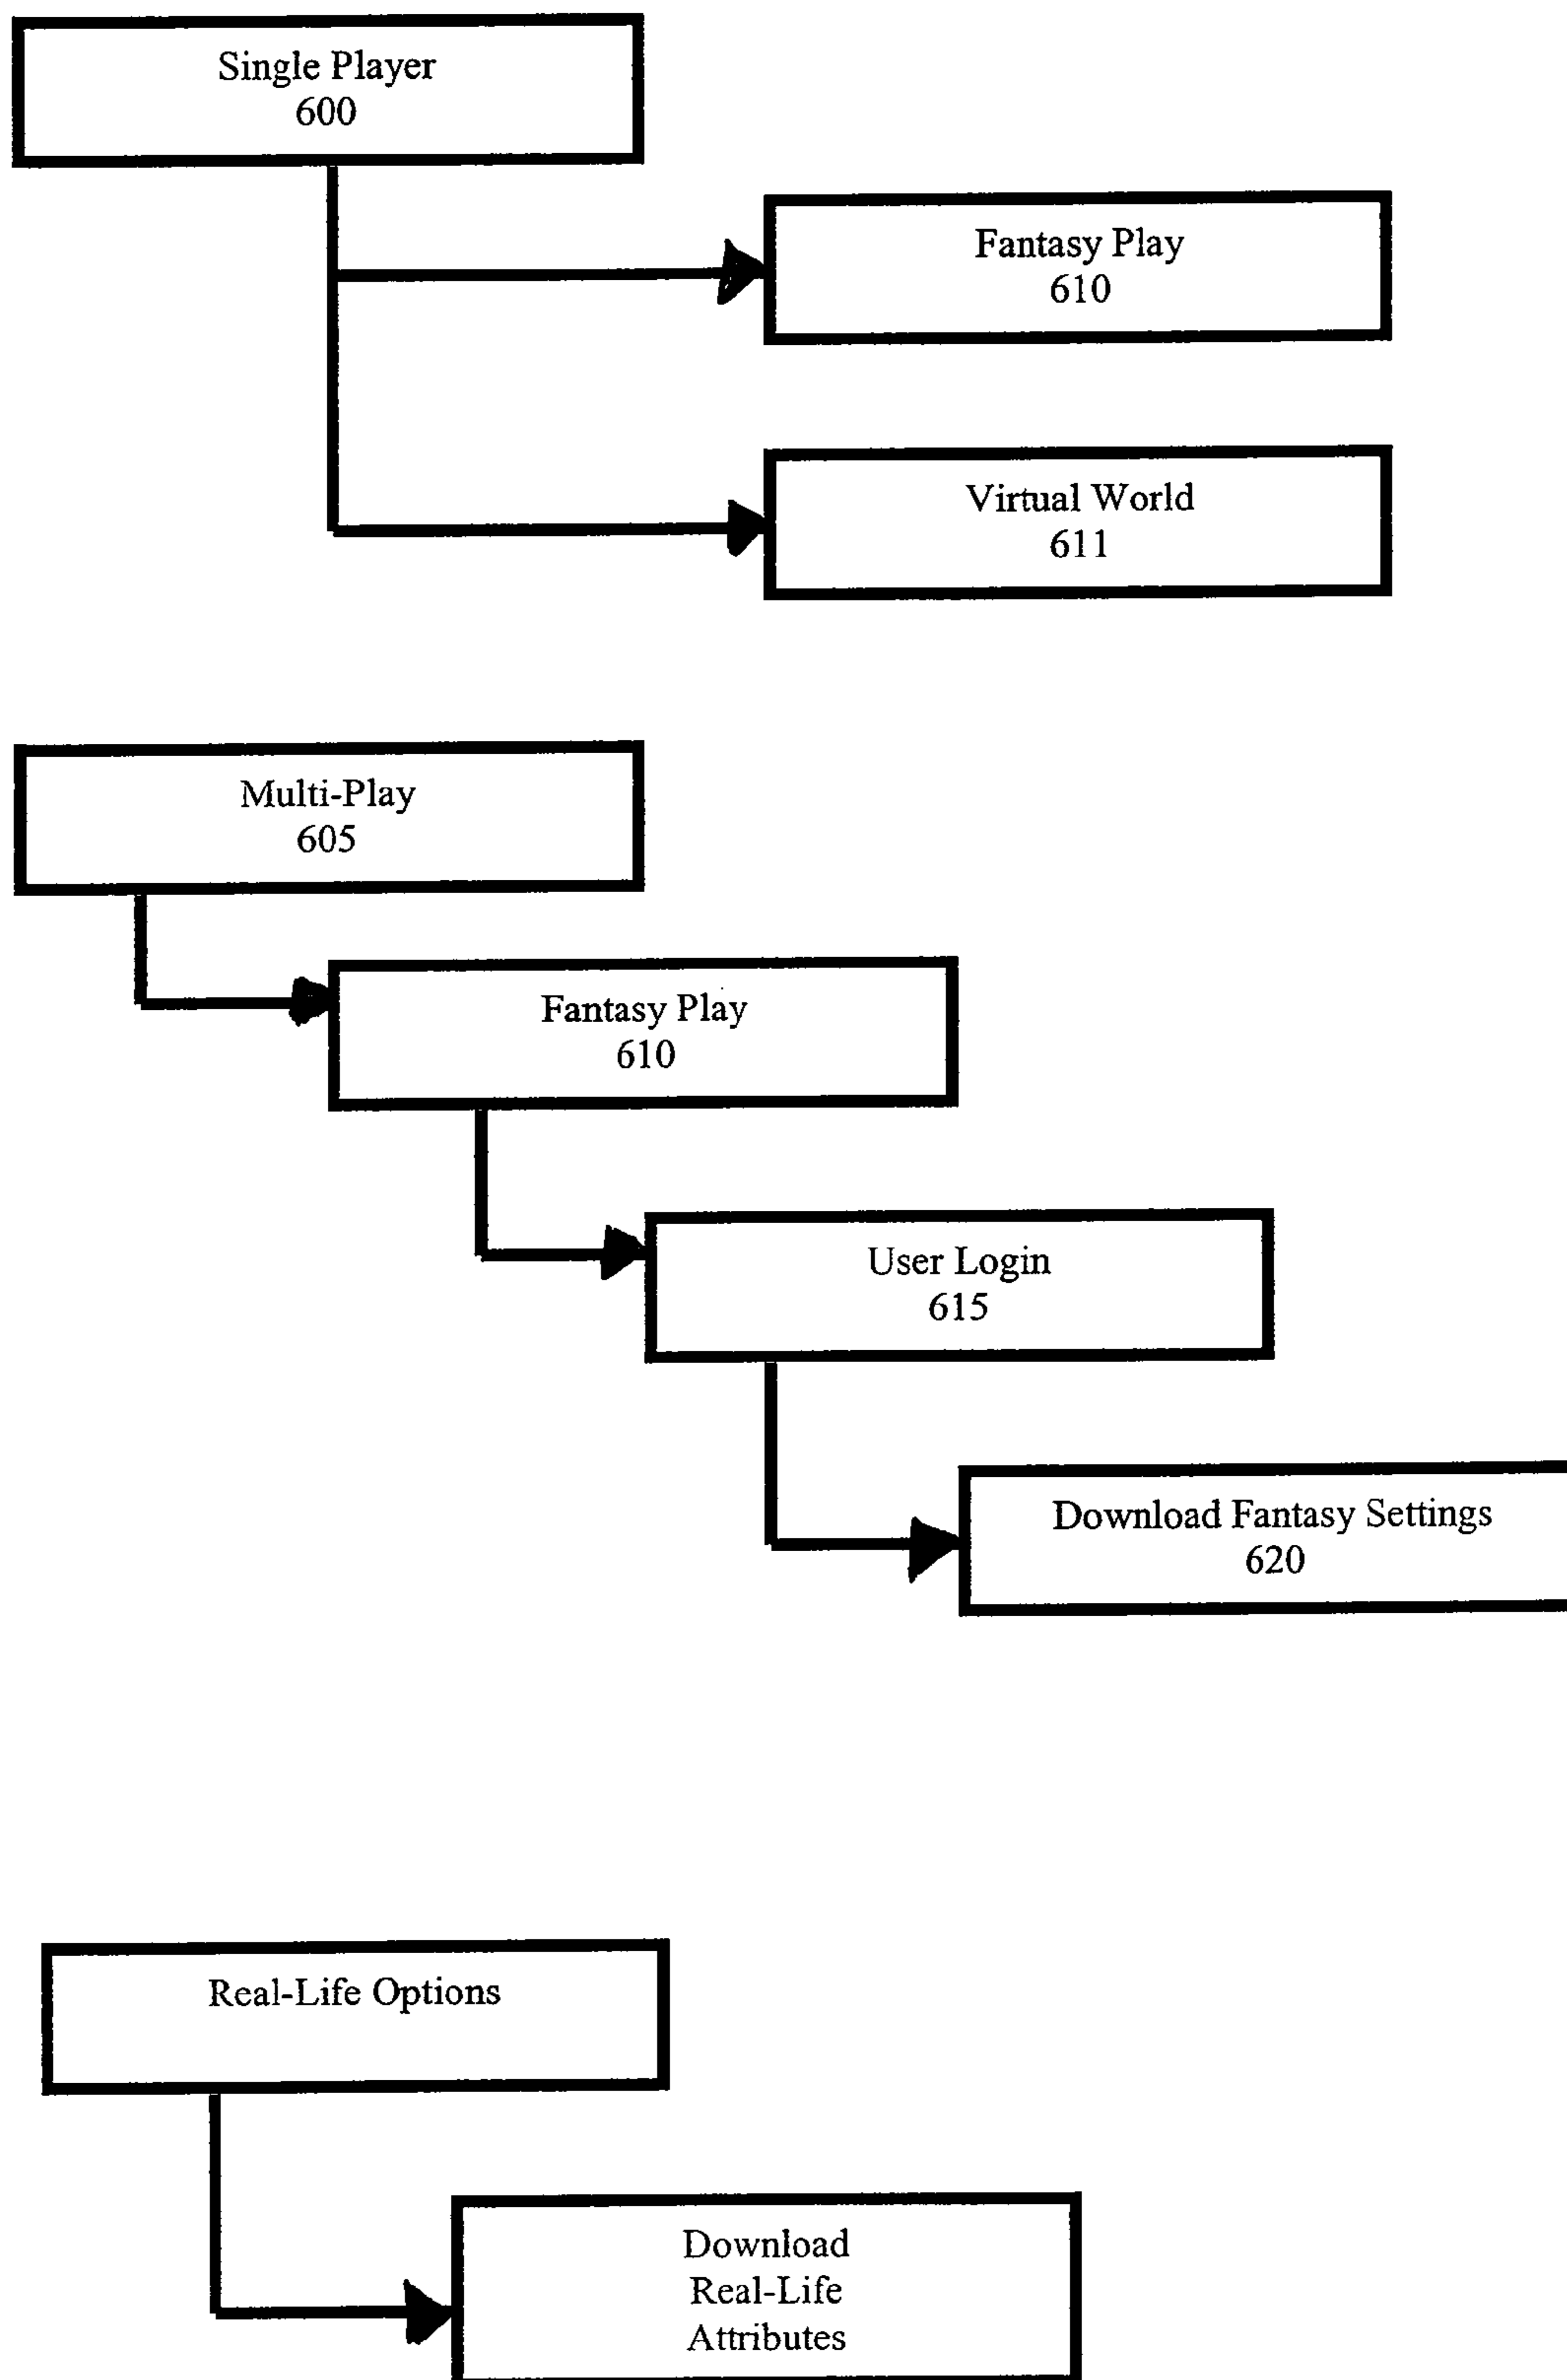 Single Player
600
Fantasy Play
610
Virtual World
611
Multi-Play
605
Fantasy Play
610
User Login
615
Download Fantasy Settings
620
Real-Life Options
Download
Real-Life
Attributes